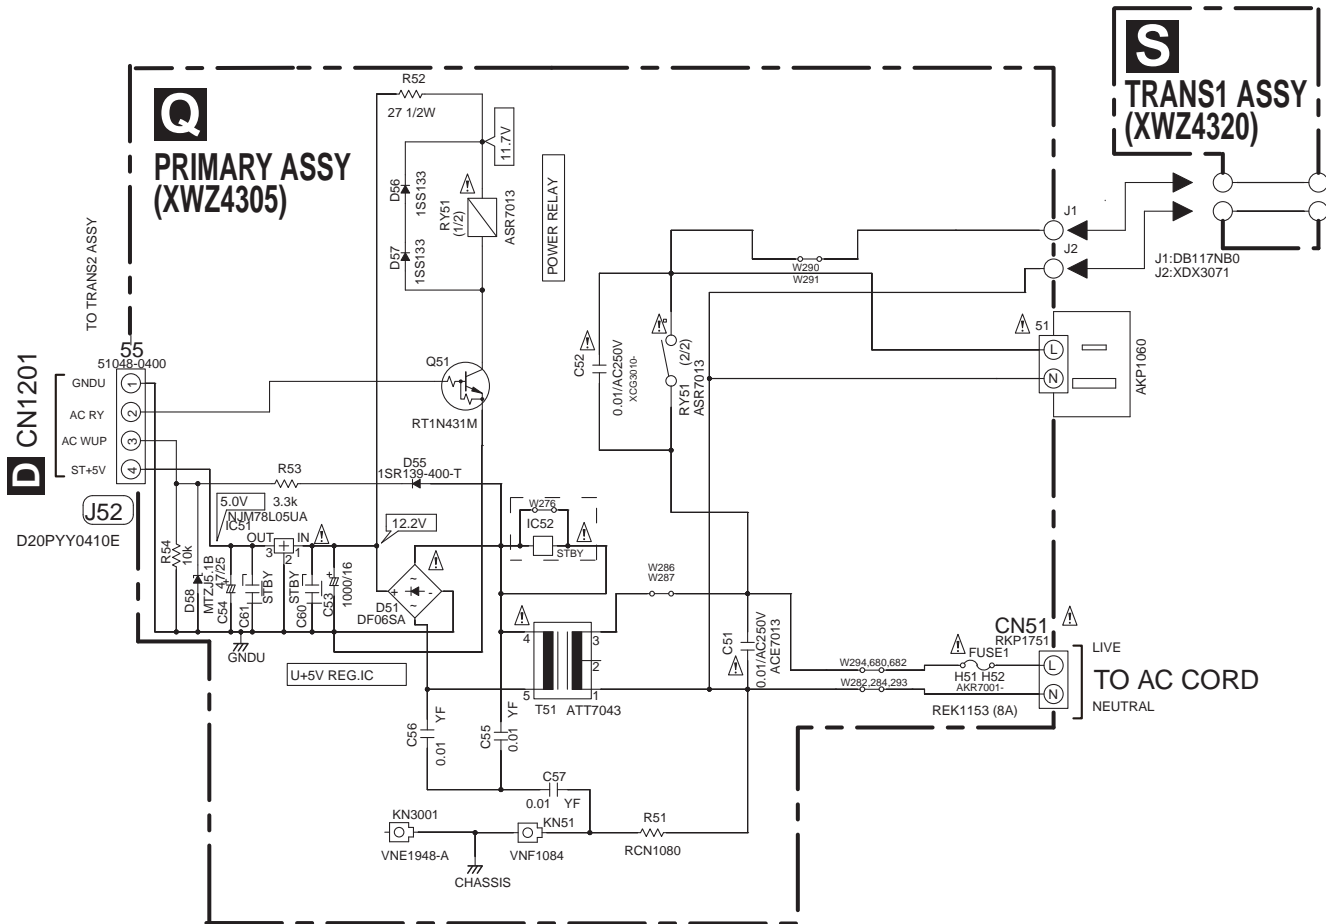 S
TRANS1 ASSY
(XWZ4320)
Q
PRIMARY ASSY
(XWZ4305)
R52
27 1/2W
11.7V
D56
1SS133
RY51
(1/2)
ASR7013
D57
1SS133
POWER RELAY
J1
J2
J1:DB117NB0
J2:XDX3071
W290
W291
TO TRANS2 ASSY
D CN1201
55
51048-0400
GNDU
1
AC RY
2
AC WUP
3
ST+5V
4
J52
D20PYY0410E
Q51
RT1N431M
C52
0.01/AC250V
XCG3010-
RY51 (2/2)
ASR7013
51
L
N
AKP1060
R53
3.3k
D55
1SR139-400-T
5.0V
NJM78L05UA
IC51
OUT
IN
3
1
2
12.2V
W276
IC52
STBY
R54
10k
D58
MTZJ5.1B
C54
47/25
C61
STBY
C60
STBY
C53
1000/16
+
~
~
-
D51
DF06SA
GNDU
U+5V REG.IC
W286
W287
4
3
2
5
1
T51
ATT7043
C51
0.01/AC250V
ACE7013
CN51
RKP1751
FUSE1
W294,680,682
H51 H52
W282,284,293
AKR7001-
REK1153 (8A)
L
N
LIVE
TO AC CORD
NEUTRAL
C56
0.01
YF
C55
0.01
YF
C57
0.01 YF
KN3001
VNE1948-A
KN51
VNF1084
R51
RCN1080
CHASSIS